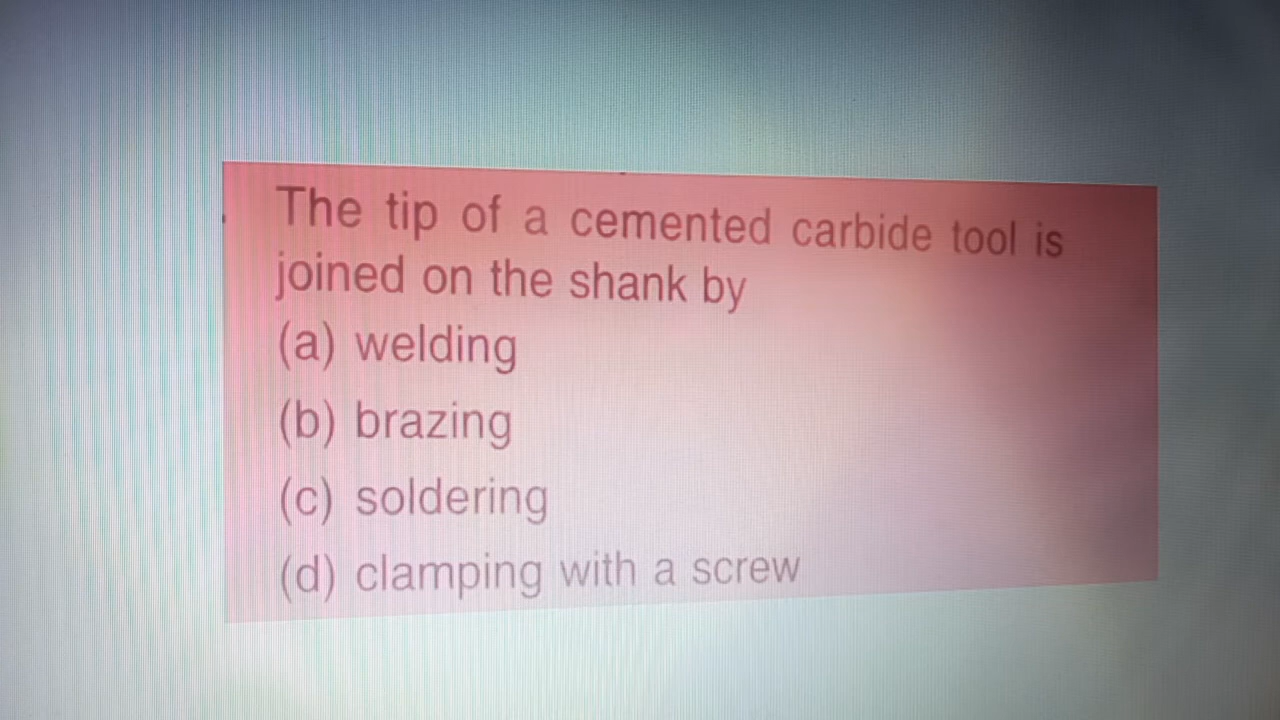 The tip of a cemented carbide tool is
joined on the shank by
(a) welding
(b) brazing
(c) soldering
(d) clamping with a screw